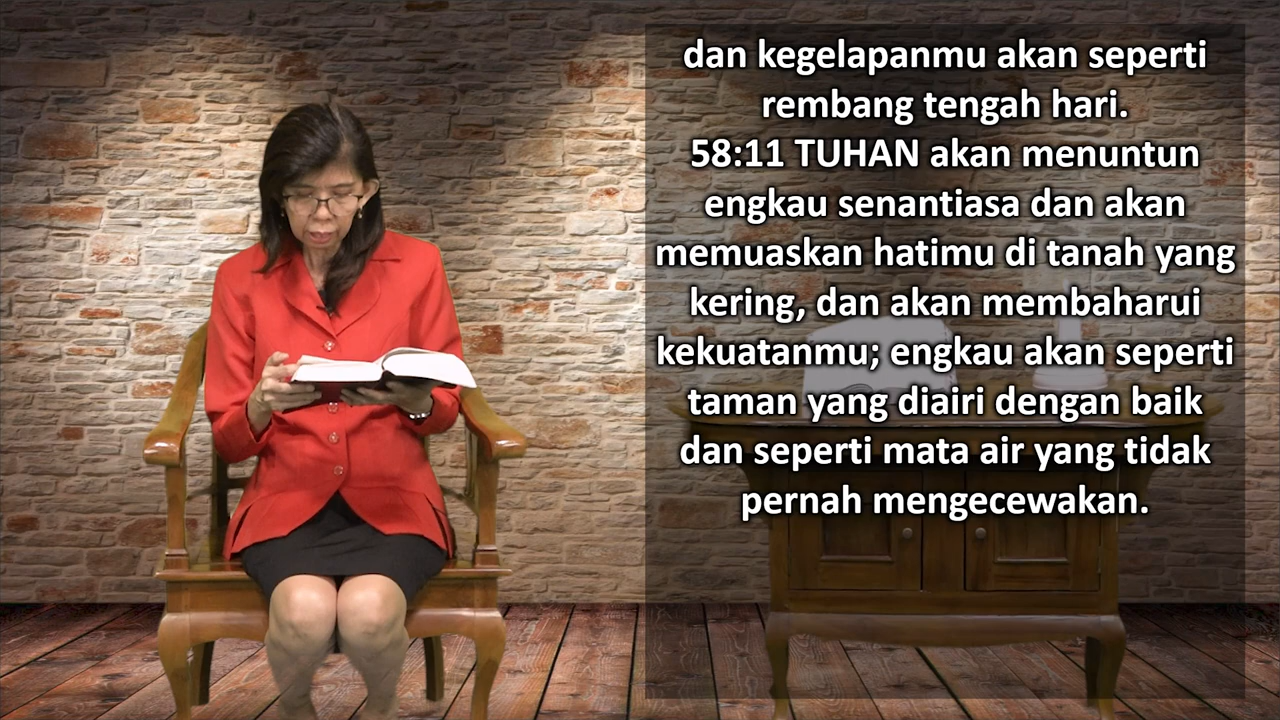 dan kegelapanmu akan seperti
rembang tengah hari.
58:11 TUHAN akan menuntun
engkau senantiasa dan akan
memuaskan hatimu di tanah yang
kering, dan akan membaharui
kekuatanmu; engkau akan seperti
taman yang diairi dengan baik
dan seperti mata air yang tidak
pernah mengecewakan.